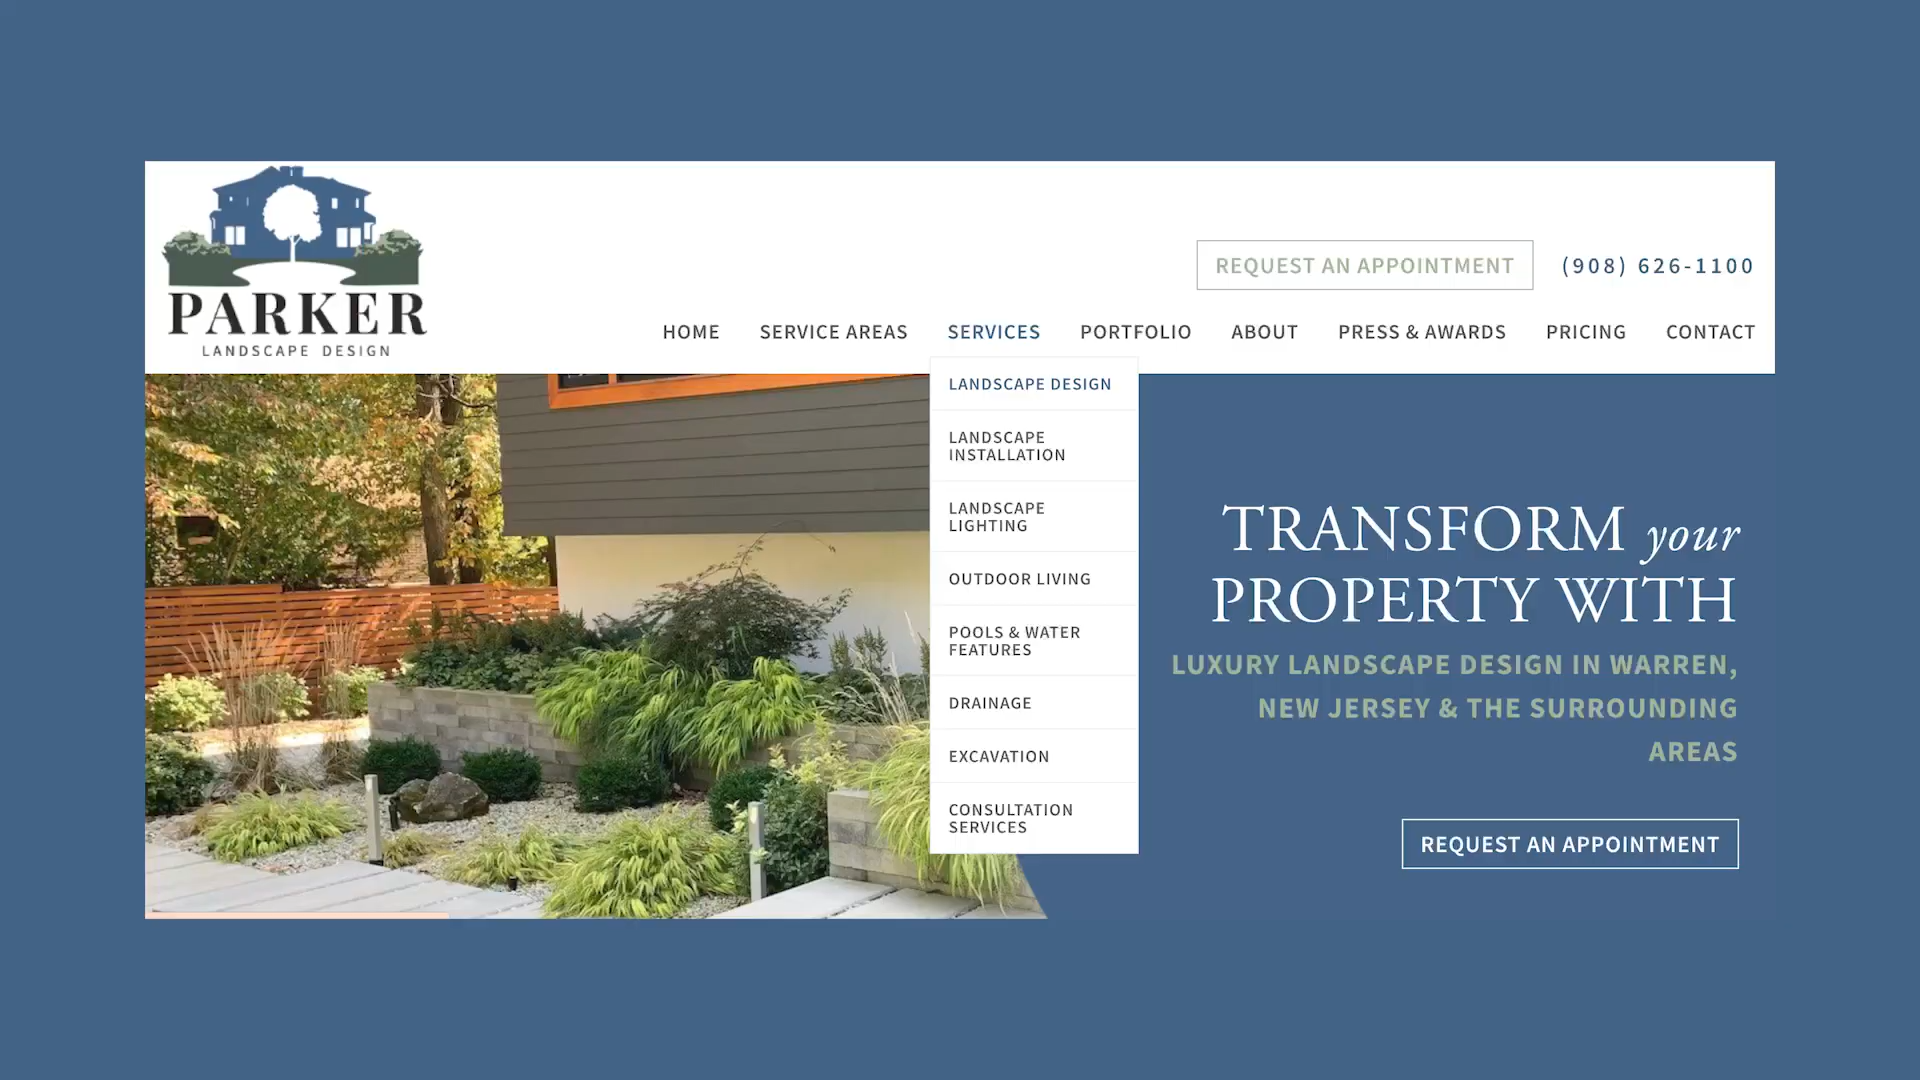 PARKER
LANDSCAPE DESIGN
REQUEST AN APPOINTMENT
(908) 626-1100
HOME
SERVICE AREAS
SERVICES
PORTFOLIO
ABOUT
PRESS & AWARDS
PRICING
CONTACT
LANDSCAPE DESIGN
LANDSCAPE
INSTALLATION
LANDSCAPE
LIGHTING
OUTDOOR LIVING
POOLS & WATER
FEATURES
DRAINAGE
EXCAVATION
CONSULTATION
SERVICES
TRANSFORM your
PROPERTY WITH
LUXURY LANDSCAPE DESIGN IN WARREN,
NEW JERSEY & THE SURROUNDING
AREAS
REQUEST AN APPOINTMENT